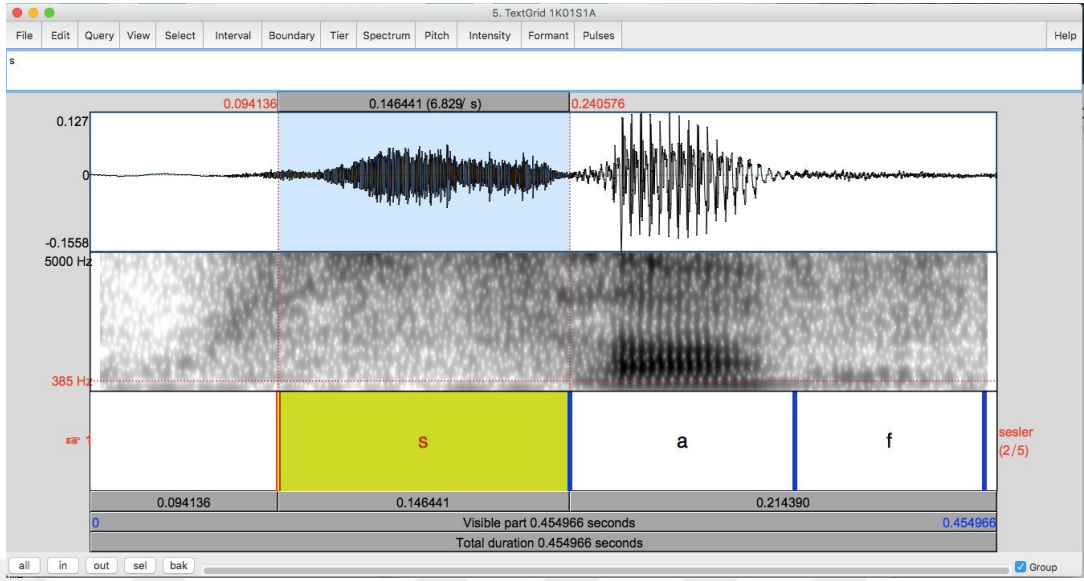 5. TextGrid 1K01S1A
File Edit Query View Select Interval Boundary Tier Spectrum Pitch Intensity Formant Pulses Help
s
0.094136 0.146441 (6.829/ s) 0.240576
0.127
0
-0.1558
5000 Hz
385 Hz
☞ 1 s a f sesler
(2/5)
0.094136 0.146441 0.214390
0 Visible part 0.454966 seconds 0.454966
Total duration 0.454966 seconds
all in out sel bak Group